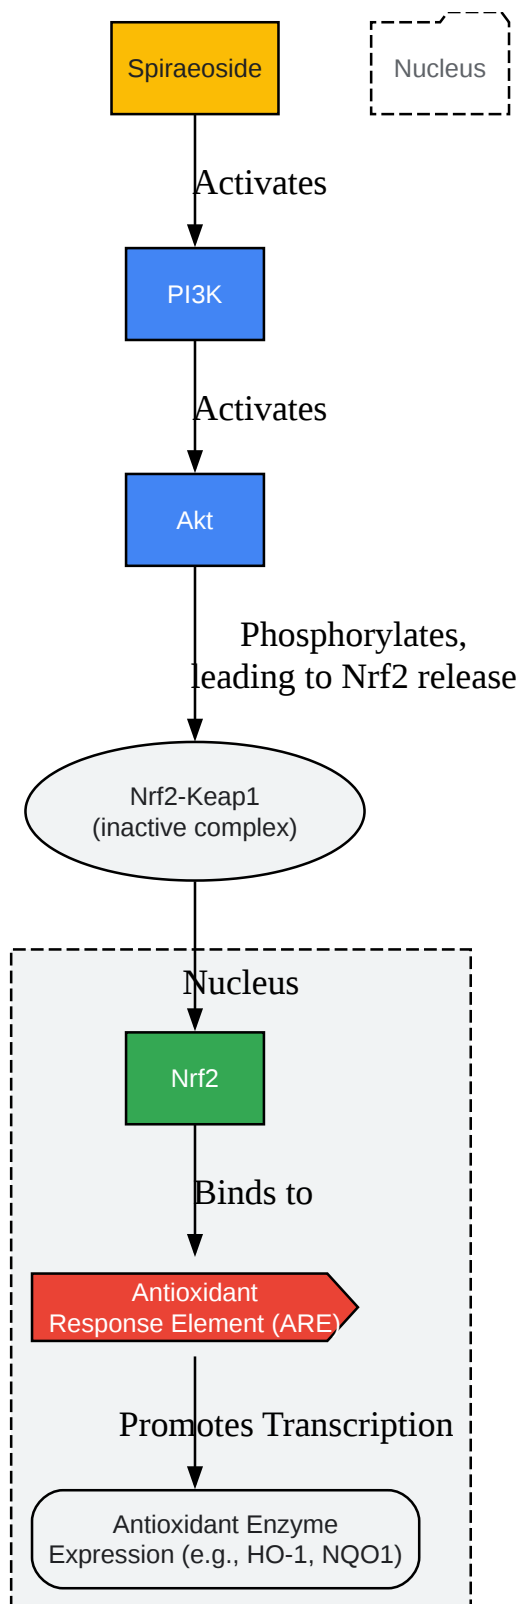 Spiraeoside
Nucleus
Activates
PI3K
Activates
Akt
Phosphorylates,
leading to Nrf2 release
Nrf2-Keap1
(inactive complex)
Nucleus
Nrf2
Binds to
Antioxidant
Response Element (ARE)
Promotes Transcription
Antioxidant Enzyme
Expression (e.g., HO-1, NQO1)